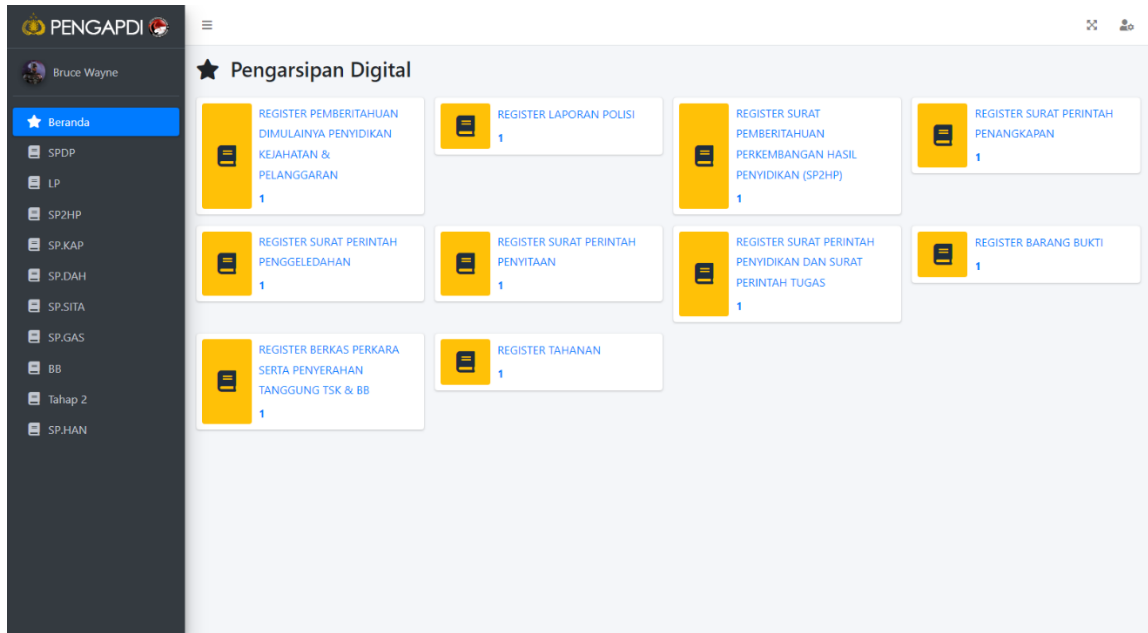 PENGAPDI
Bruce Wayne
Beranda
SPDP
LP
SP2HP
SP.KAP
SP.DAH
SP.SITA
SP.GAS
BB
Tahap 2
SP.HAN
Pengarsipan Digital
REGISTER PEMBERITAHUAN
DIMULAINYA PENYIDIKAN
KEJAHATAN &
PELANGGARAN
1
REGISTER LAPORAN POLISI
1
REGISTER SURAT
PEMBERITAHUAN
PERKEMBANGAN HASIL
PENYIDIKAN (SP2HP)
1
REGISTER SURAT PERINTAH
PENANGKAPAN
1
REGISTER SURAT PERINTAH
PENGGELEDAHAN
1
REGISTER SURAT PERINTAH
PENYITAAN
1
REGISTER SURAT PERINTAH
PENYIDIKAN DAN SURAT
PERINTAH TUGAS
1
REGISTER BARANG BUKTI
1
REGISTER BERKAS PERKARA
SERTA PENYERAHAN
TANGGUNG TSK & BB
1
REGISTER TAHANAN
1